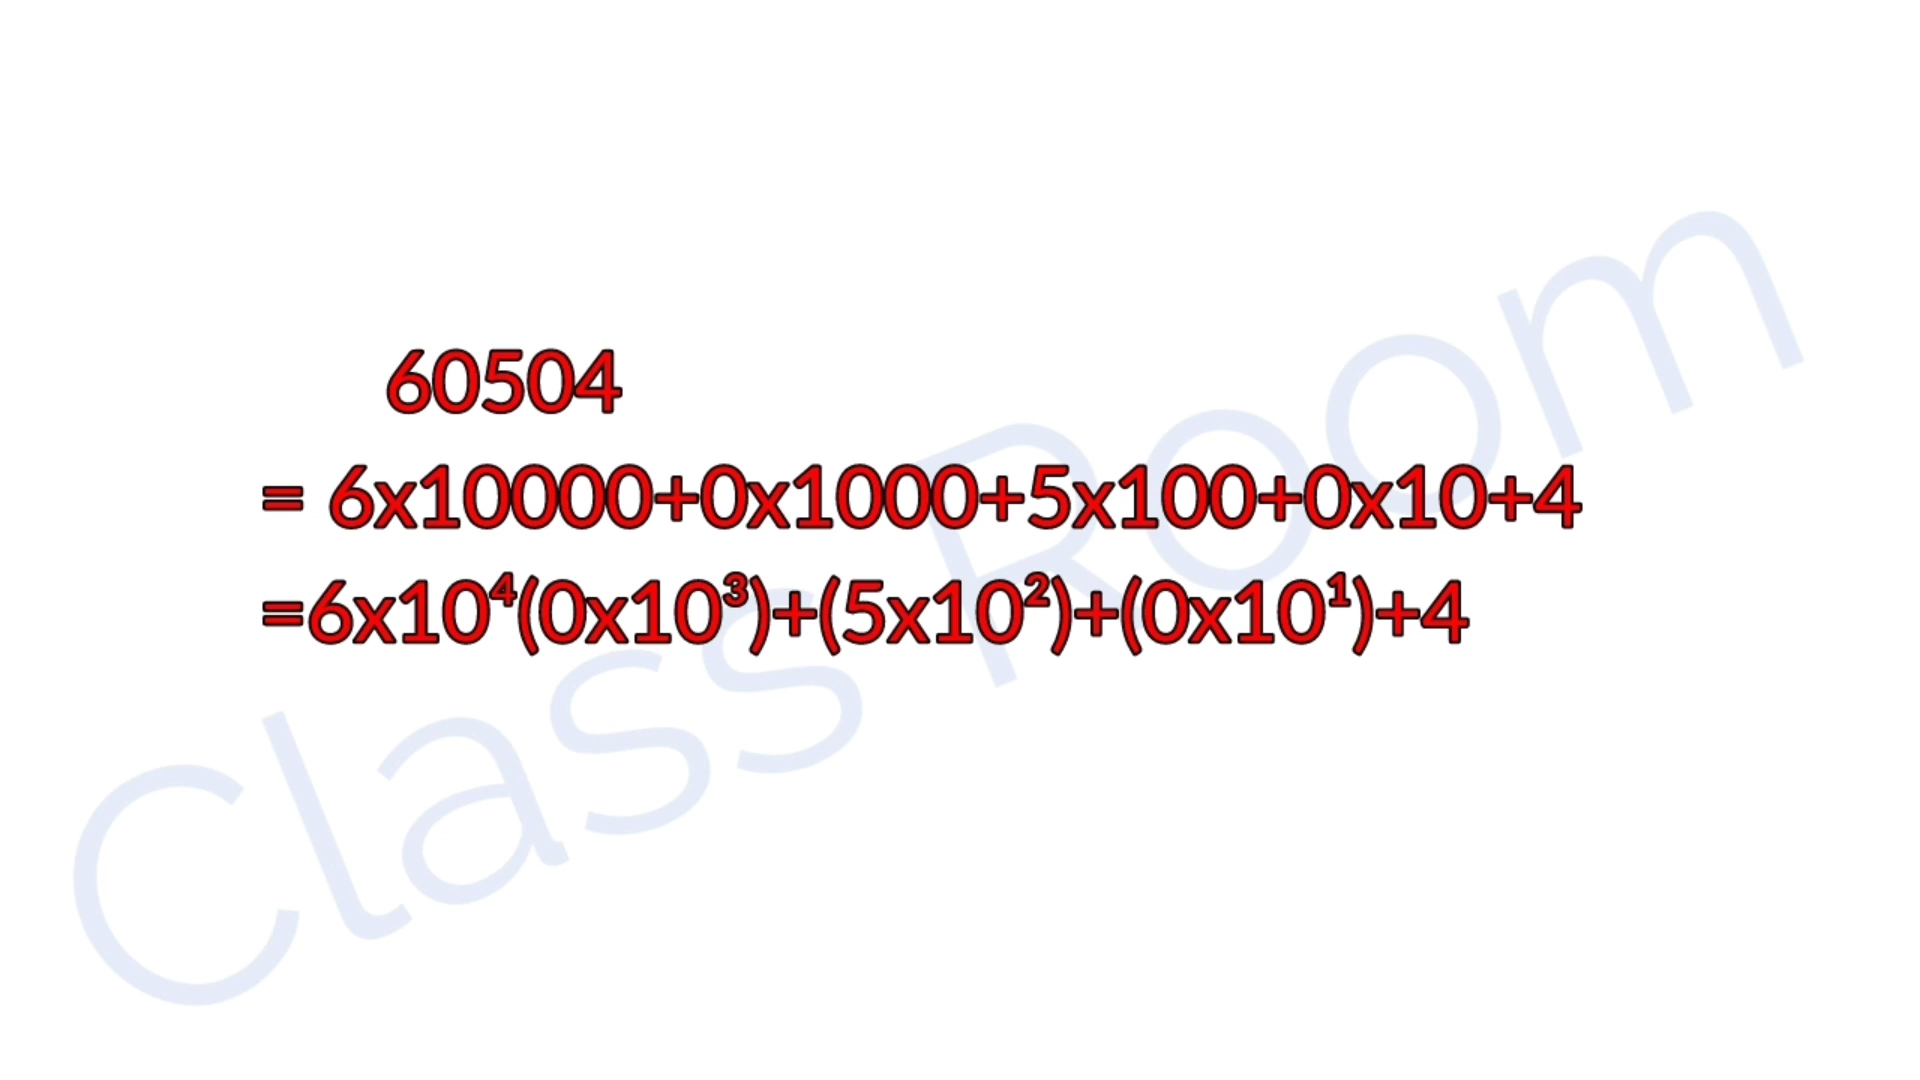 60504
= 6x10000+0x1000+5x100+0x10+4
=6x10⁴(0x10³)+(5x10²)+(0x10¹)+4
Class Room